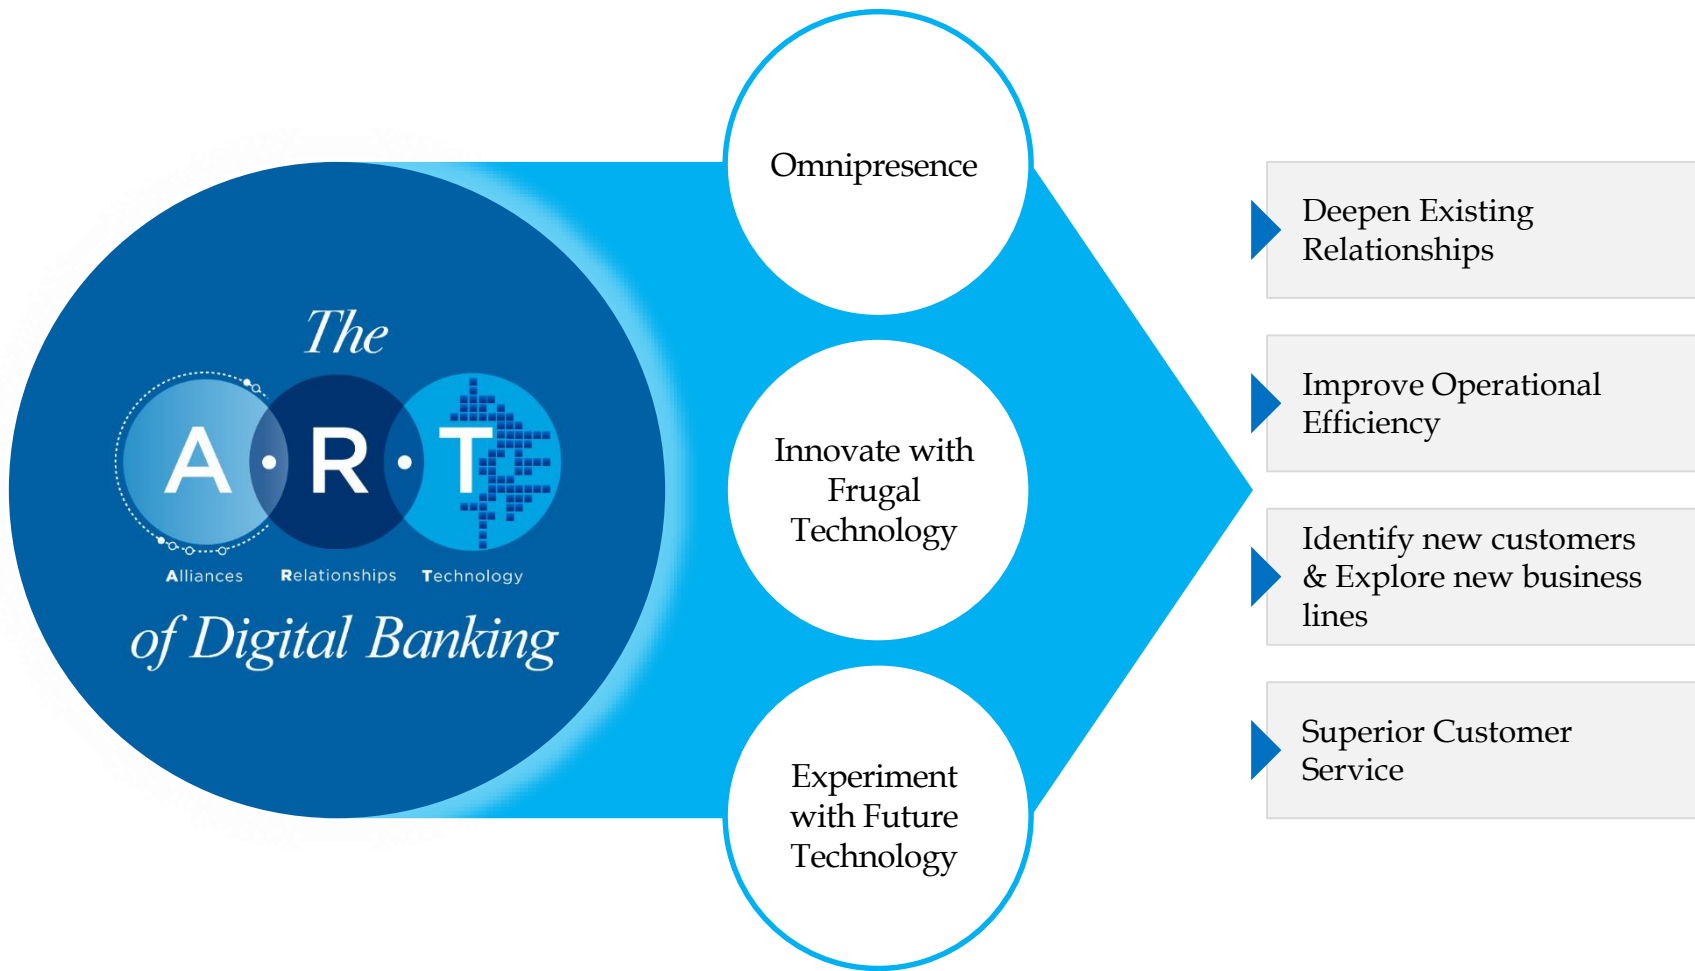 The
A·R·T
Alliances Relationships Technology
of Digital Banking
Omnipresence
Innovate with
Frugal
Technology
Experiment
with Future
Technology
Deepen Existing
Relationships
Improve Operational
Efficiency
Identify new customers
& Explore new business
lines
Superior Customer
Service